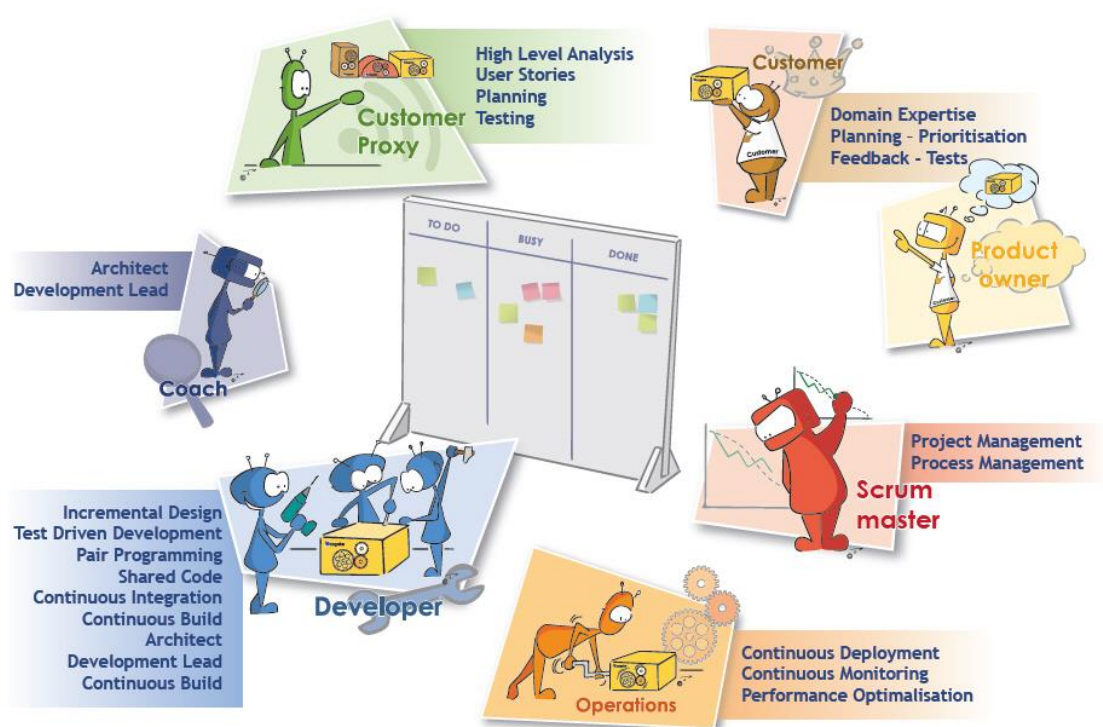 High Level Analysis
User Stories
Planning
Testing
Customer
Proxy
Customer
Customer
Domain Expertise
Planning - Prioritisation
Feedback - Tests
Product
owner
Customer
TO DO
BUSY
DONE
Architect
Development Lead
Coach
Project Management
Process Management
Scrum
master
Incremental Design
Test Driven Development
Pair Programming
Shared Code
Continuous Integration
Continuous Build
Architect
Development Lead
Continuous Build
Developer
Operations
Continuous Deployment
Continuous Monitoring
Performance Optimalisation